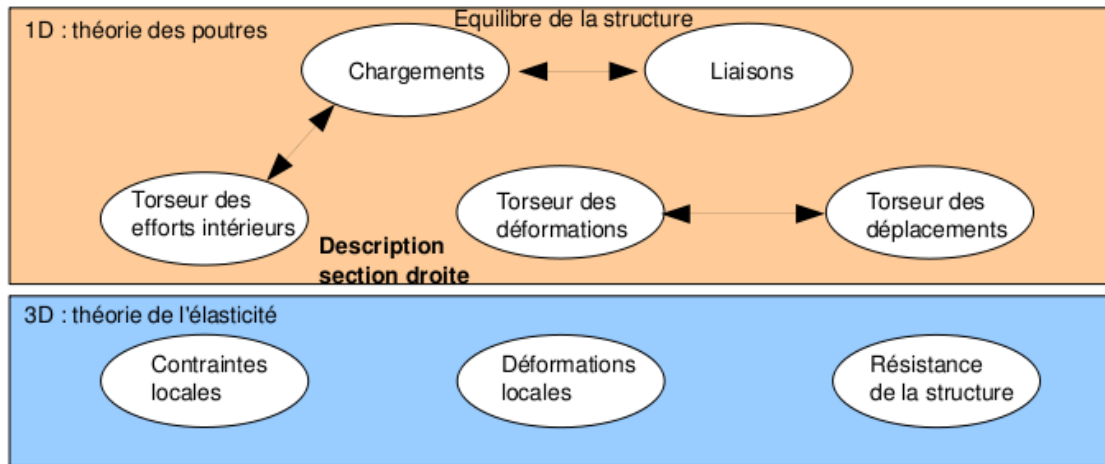 Equilibre de la structure
1D : théorie des poutres
Chargements
Liaisons
Torseur des
efforts intérieurs
Torseur des
déformations
Torseur des
déplacements
Description
section droite
3D : théorie de l'élasticité
Contraintes
locales
Déformations
locales
Résistance
de la structure